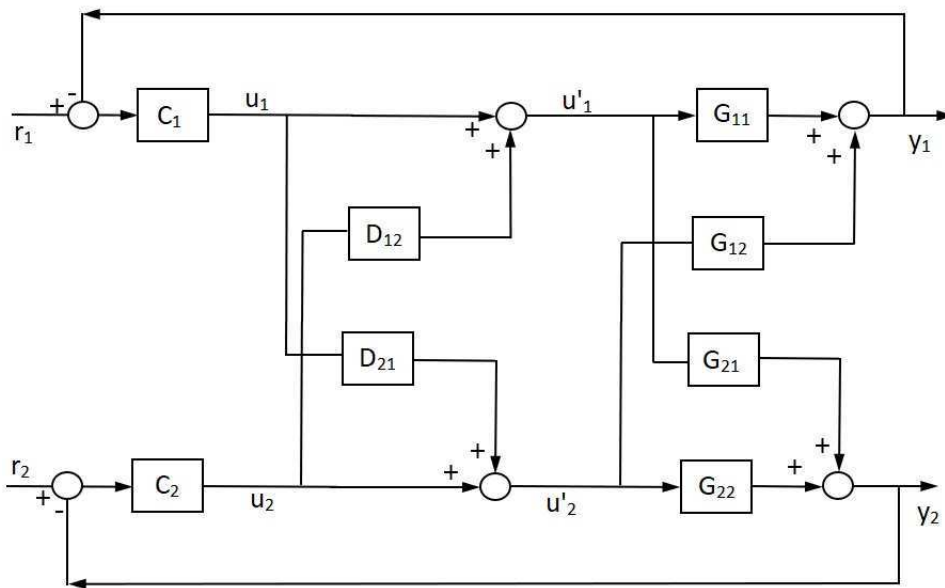 + -
r₁
C₁
u₁
+
+
u'₁
G₁₁
+
+
y₁
D₁₂
G₁₂
D₂₁
G₂₁
r₂
+
-
C₂
u₂
+
+
u'₂
G₂₂
+
+
y₂